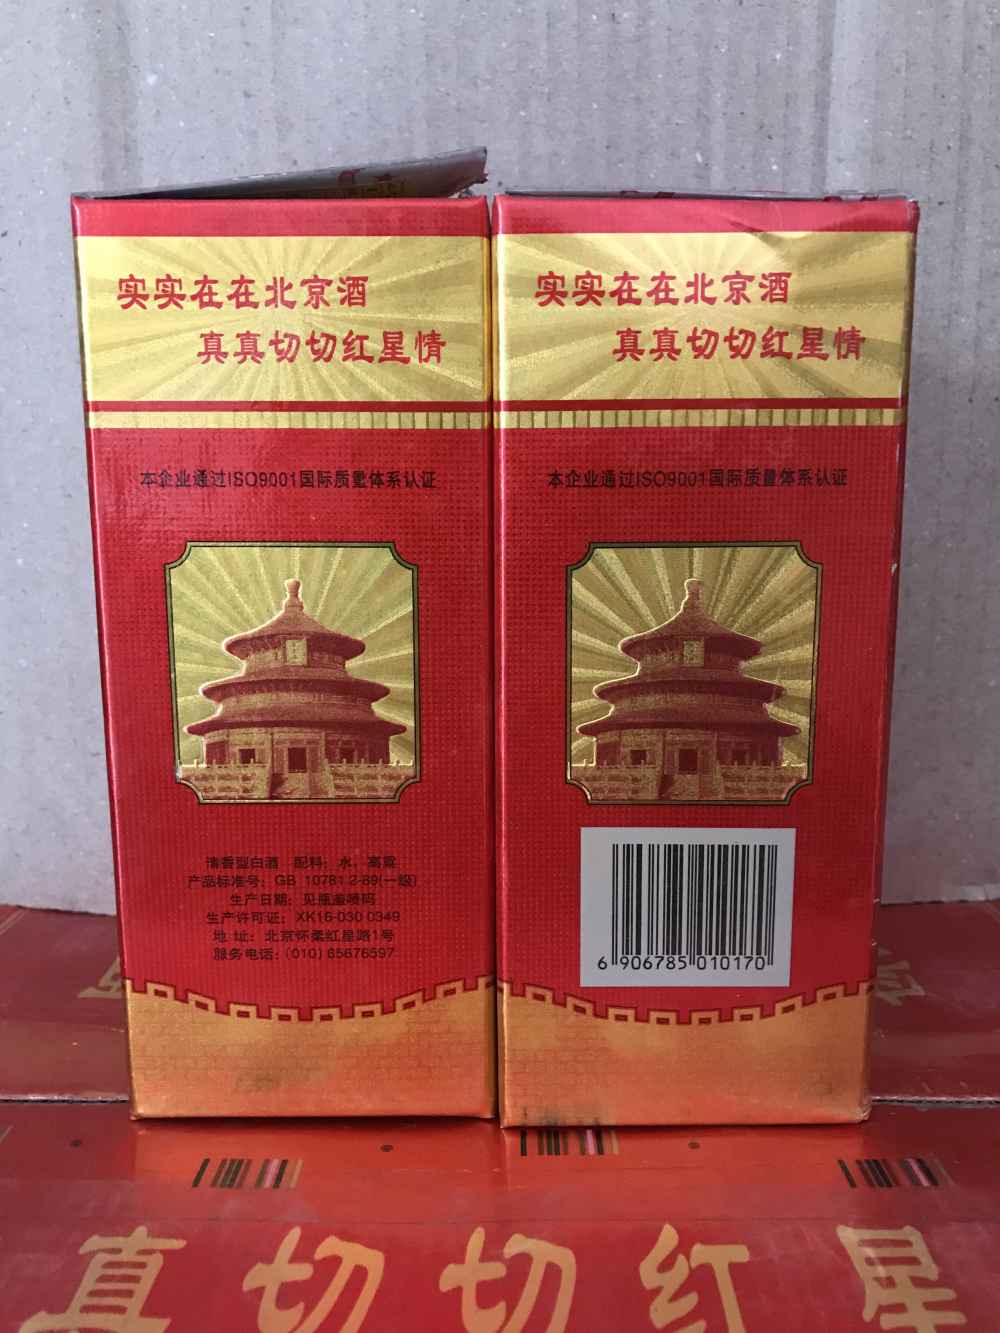 实实在在北京酒
真真切切红星情
本企业通过ISO9001国际质量体系认证
清香型白酒 配料：水、高粱
产品标准号：GB 10781.2-89(一级)
生产日期：见瓶盖喷码
生产许可证：XK16-030 0349
地 址：北京怀柔红星路1号
服务电话：(010) 65676597
实实在在北京酒
真真切切红星情
本企业通过ISO9001国际质量体系认证
6 906785 010170
真切切红星